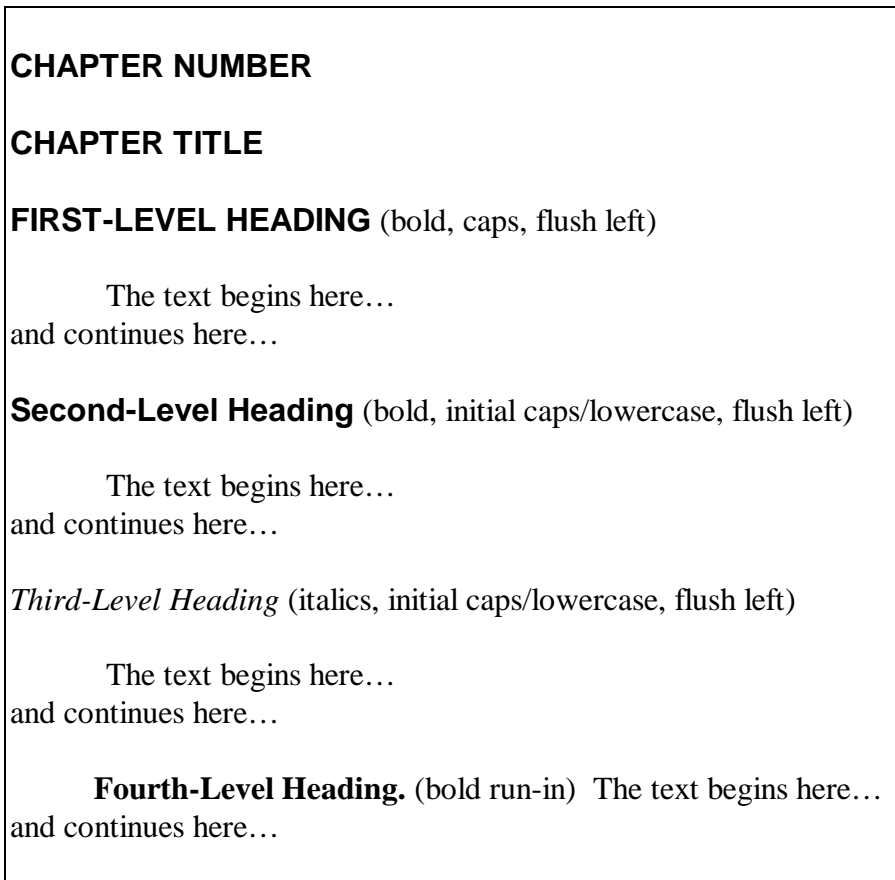 CHAPTER NUMBER
CHAPTER TITLE
FIRST-LEVEL HEADING (bold, caps, flush left)
The text begins here…
and continues here…
Second-Level Heading (bold, initial caps/lowercase, flush left)
The text begins here…
and continues here…
Third-Level Heading (italics, initial caps/lowercase, flush left)
The text begins here…
and continues here…
Fourth-Level Heading. (bold run-in)  The text begins here…
and continues here…